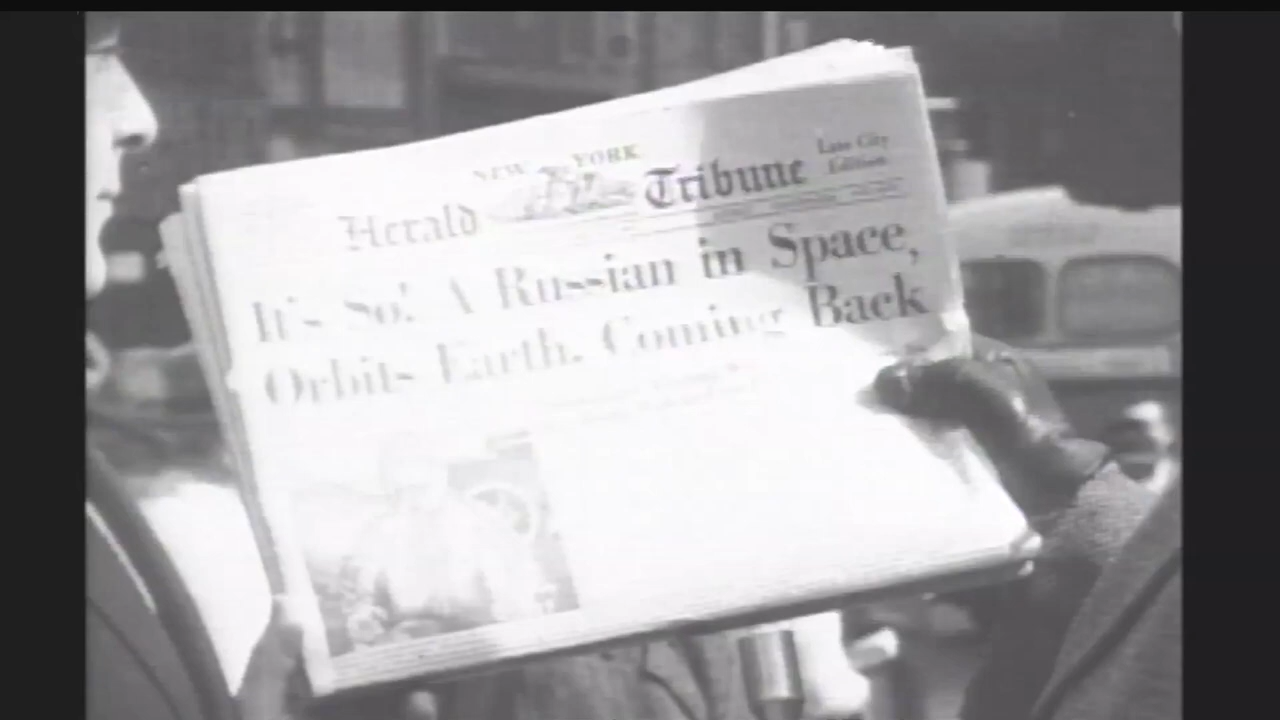 NEW YORK
Herald Tribune
Late City
Edition
It's So! A Russian in Space,
Orbits Earth, Coming Back